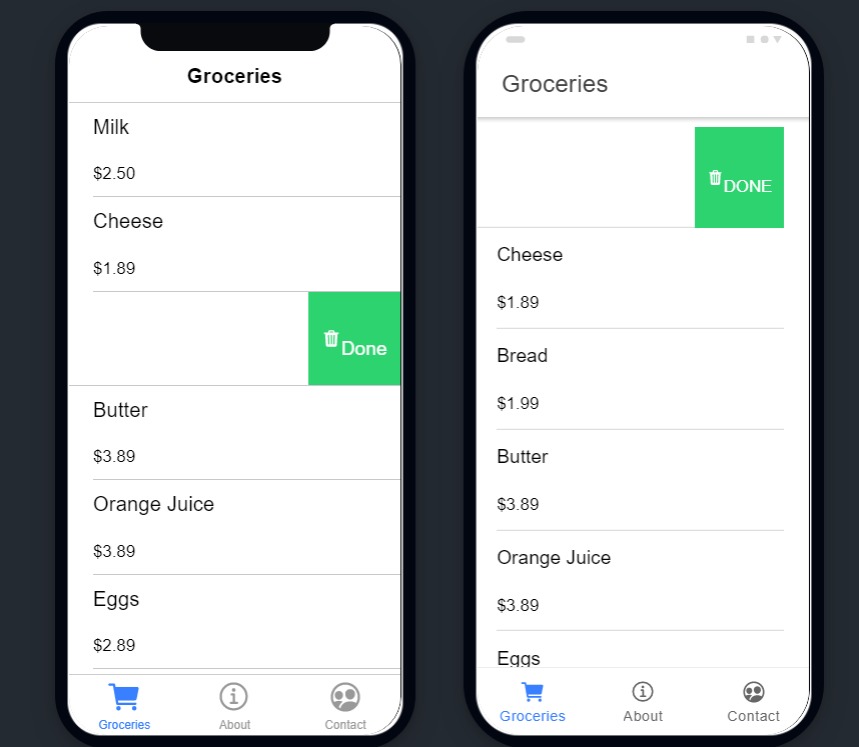 Groceries
Milk
$2.50
Cheese
$1.89
Done
Butter
$3.89
Orange Juice
$3.89
Eggs
$2.89
Groceries About Contact
Groceries
DONE
Cheese
$1.89
Bread
$1.99
Butter
$3.89
Orange Juice
$3.89
Eggs
Groceries About Contact